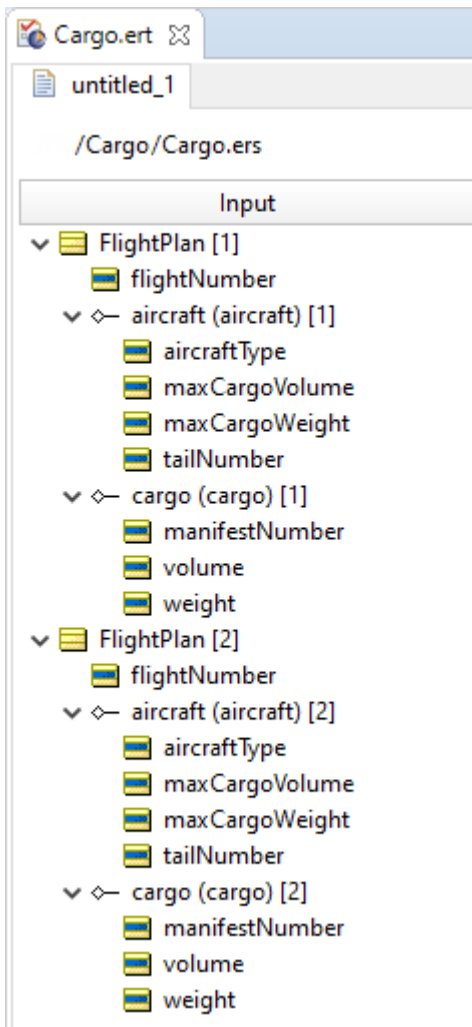 Cargo.ert
untitled_1
/Cargo/Cargo.ers
Input
FlightPlan [1]
flightNumber
aircraft (aircraft) [1]
aircraftType
maxCargoVolume
maxCargoWeight
tailNumber
cargo (cargo) [1]
manifestNumber
volume
weight
FlightPlan [2]
flightNumber
aircraft (aircraft) [2]
aircraftType
maxCargoVolume
maxCargoWeight
tailNumber
cargo (cargo) [2]
manifestNumber
volume
weight